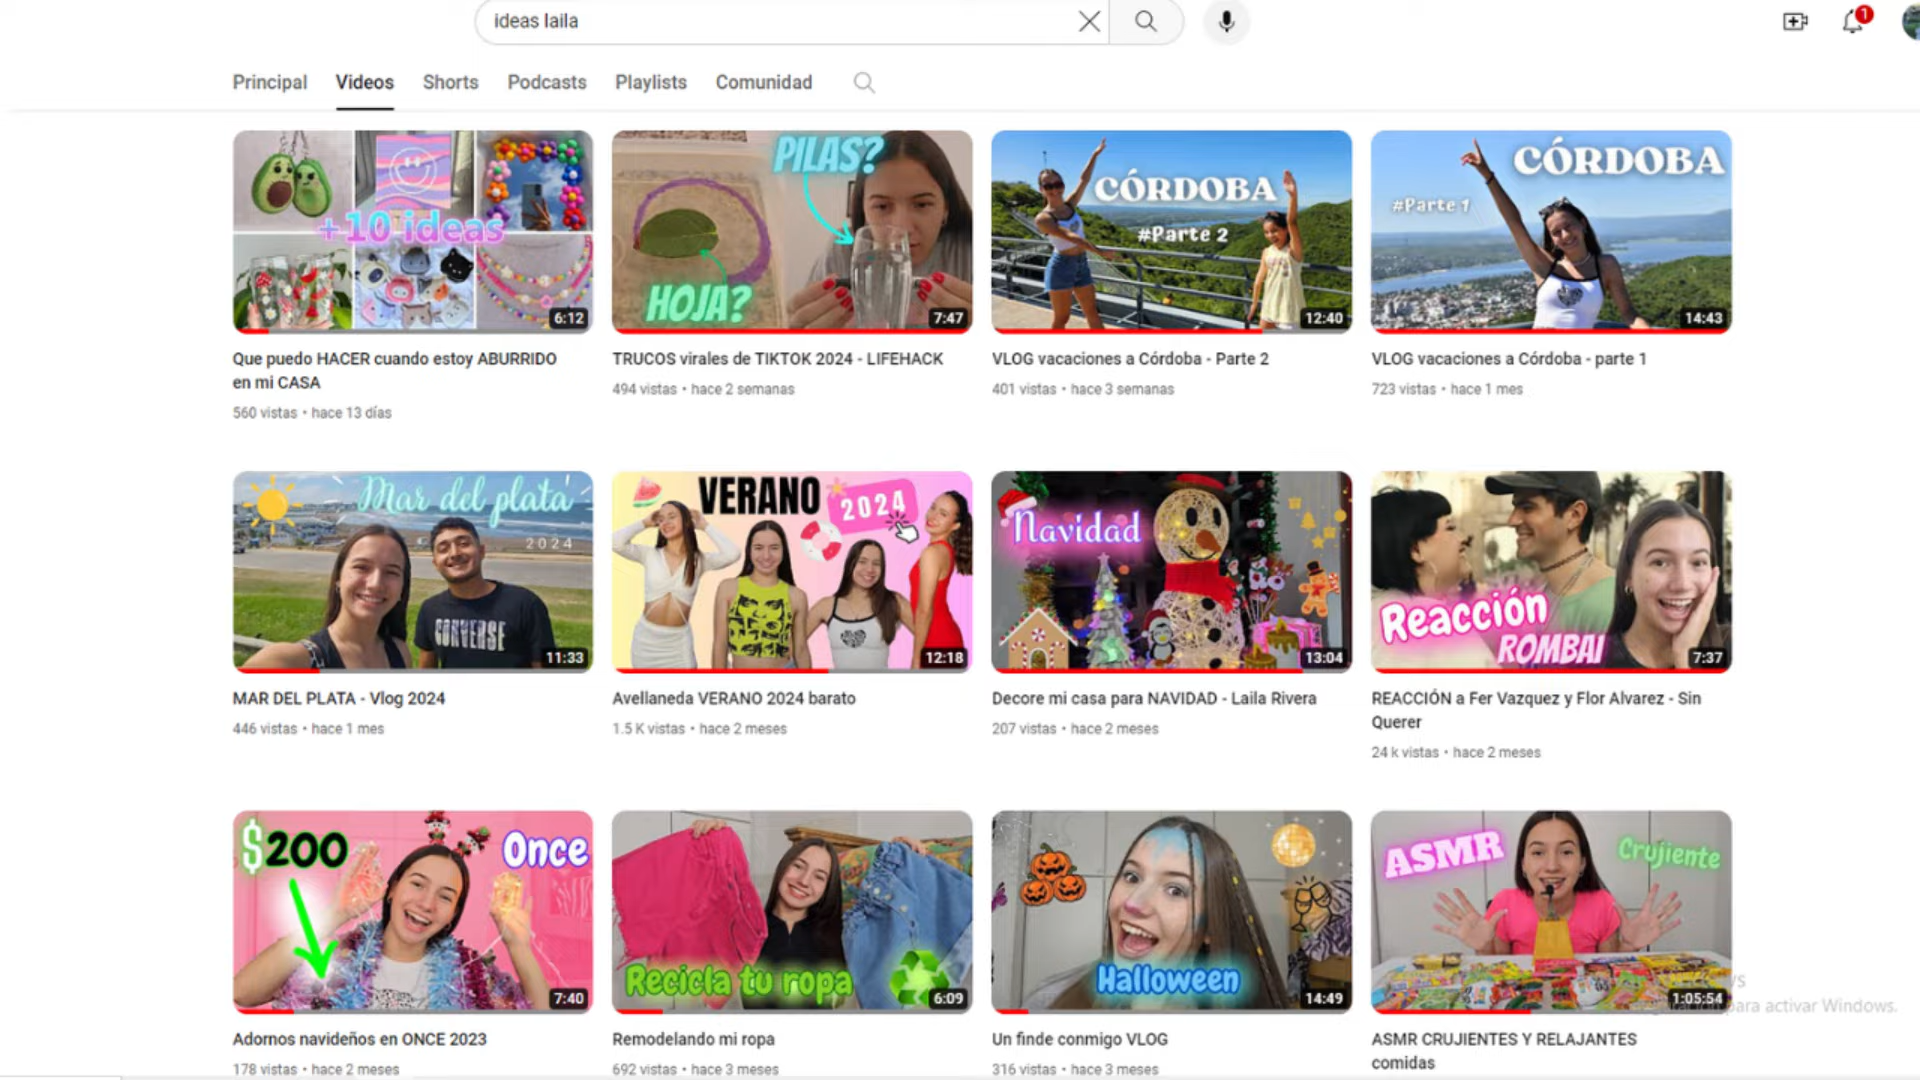 ideas laila
1
Principal Videos Shorts Podcasts Playlists Comunidad
+10 ideas
6:12
PILAS?
HOJA?
7:47
CÓRDOBA
#Parte 2
12:40
CÓRDOBA
#Parte 1
14:43
Que puedo HACER cuando estoy ABURRIDO
en mi CASA
560 vistas • hace 13 días
TRUCOS virales de TIKTOK 2024 - LIFEHACK
494 vistas • hace 2 semanas
VLOG vacaciones a Córdoba - Parte 2
401 vistas • hace 3 semanas
VLOG vacaciones a Córdoba - parte 1
723 vistas • hace 1 mes
Mar del plata
2024
CONVERSE
11:33
VERANO
2024
12:18
Navidad
13:04
Reacción
ROMBAI
7:37
MAR DEL PLATA - Vlog 2024
446 vistas • hace 1 mes
Avellaneda VERANO 2024 barato
1.5 K vistas • hace 2 meses
Decore mi casa para NAVIDAD - Laila Rivera
207 vistas • hace 2 meses
REACCIÓN a Fer Vazquez y Flor Alvarez - Sin
Querer
24 k vistas • hace 2 meses
$200
Once
7:40
Recicla tu ropa
6:09
Halloween
14:49
ASMR
Crujiente
1:05:54
para activar Windows.
Adornos navideños en ONCE 2023
178 vistas • hace 2 meses
Remodelando mi ropa
692 vistas • hace 3 meses
Un finde conmigo VLOG
316 vistas • hace 3 meses
ASMR CRUJIENTES Y RELAJANTES
comidas